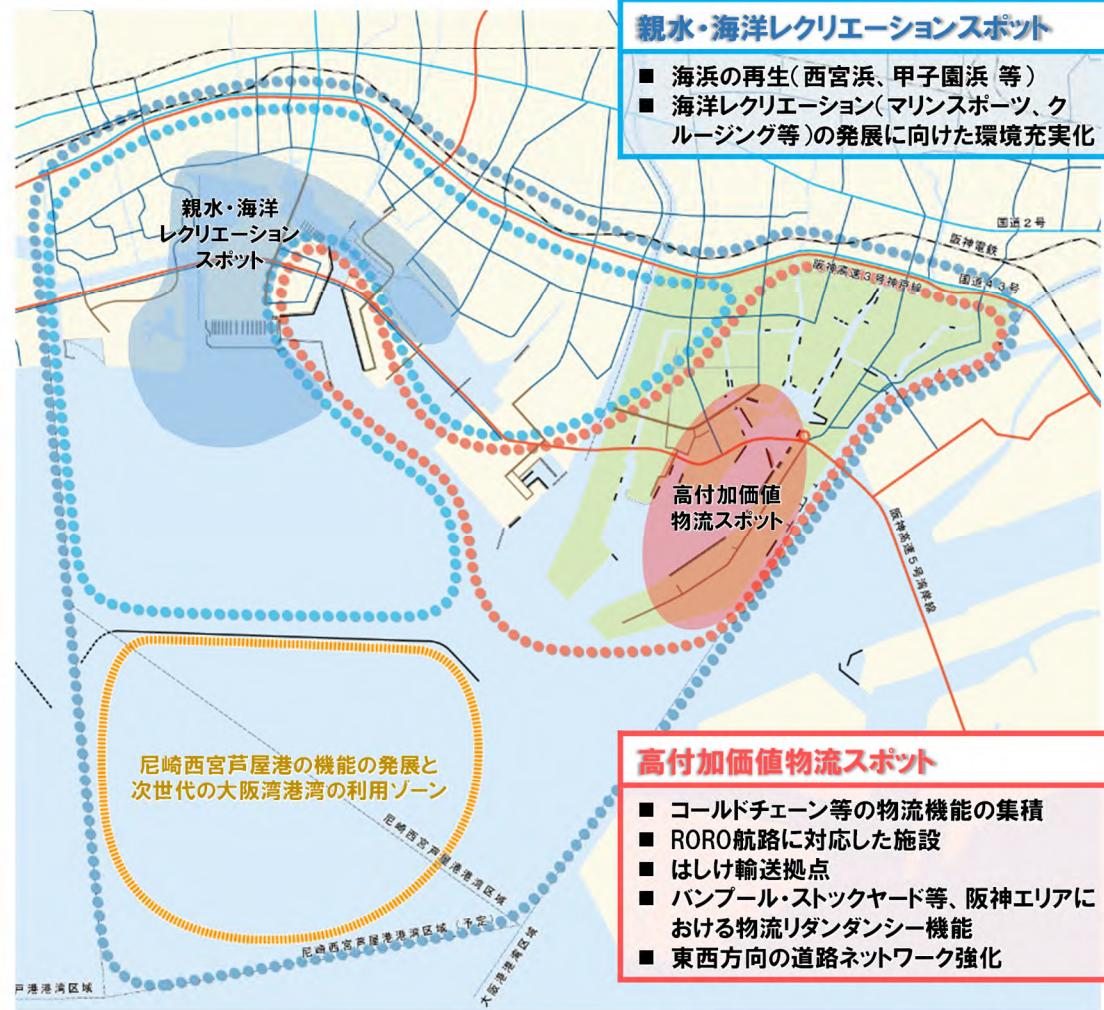 親水・海洋レクリエーションスポット
■ 海浜の再生(西宮浜、甲子園浜 等)
■ 海洋レクリエーション(マリンスポーツ、ク
ルージング等)の発展に向けた環境充実化
親水・海洋
レクリエーション
スポット
国道2号
阪神電鉄
阪神高速3号神戸線
国道43号
高付加価値
物流スポット
阪神高速5号湾岸線
尼崎西宮芦屋港の機能の発展と
次世代の大阪湾港湾の利用ゾーン
尼崎西宮芦屋港港湾区域
尼崎西宮芦屋港港湾区域(予定)
大阪港港湾区域
戸港港湾区域
高付加価値物流スポット
■ コールドチェーン等の物流機能の集積
■ RORO航路に対応した施設
■ はしけ輸送拠点
■ バンプール・ストックヤード等、阪神エリアに
おける物流リダンダンシー機能
■ 東西方向の道路ネットワーク強化